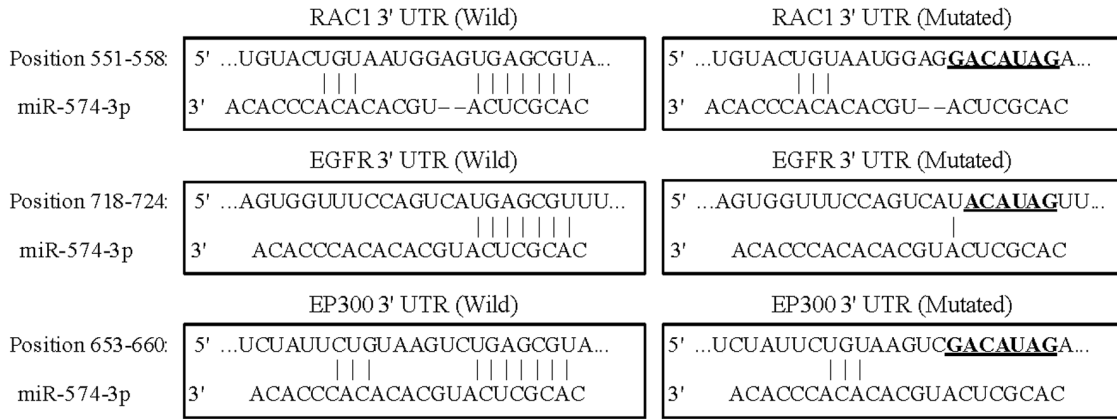 RAC1 3' UTR (Wild) RAC1 3' UTR (Mutated)
Position 551-558: 5' ...UGUACUGUAAUGGAGUGAGCGUA... 5' ...UGUACUGUAAUGGAGGACAUAGA...
miR-574-3p 3' ACACCCACACACGU--ACUCGCAC 3' ACACCCACACACGU--ACUCGCAC
EGFR 3' UTR (Wild) EGFR 3' UTR (Mutated)
Position 718-724: 5' ...AGUGGUUUCCAGUCAUGAGCGUUU... 5' ...AGUGGUUUCCAGUCAUACAUAGUU...
miR-574-3p 3' ACACCCACACACGUACUCGCAC 3' ACACCCACACACGUACUCGCAC
EP300 3' UTR (Wild) EP300 3' UTR (Mutated)
Position 653-660: 5' ...UCUAUUCUGUAAGUCUGAGCGUA... 5' ...UCUAUUCUGUAAGUCGACAUAGA...
miR-574-3p 3' ACACCCACACACGUACUCGCAC 3' ACACCCACACACGUACUCGCAC